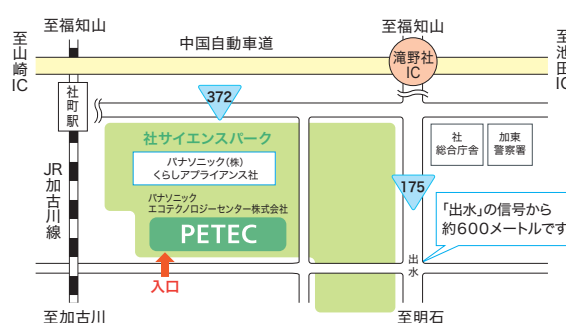 至福知山
至福知山
中国自動車道
至山崎IC
滝野社
IC
至池田IC
社町駅
372
社サイエンスパーク
パナソニック(株)
くらしアプライアンス社
社
総合庁舎
加東
警察署
JR加古川線
175
パナソニック
エコテクノロジーセンター株式会社
PETEC
「出水」の信号から
約600メートルです
出水
入口
至加古川
至明石